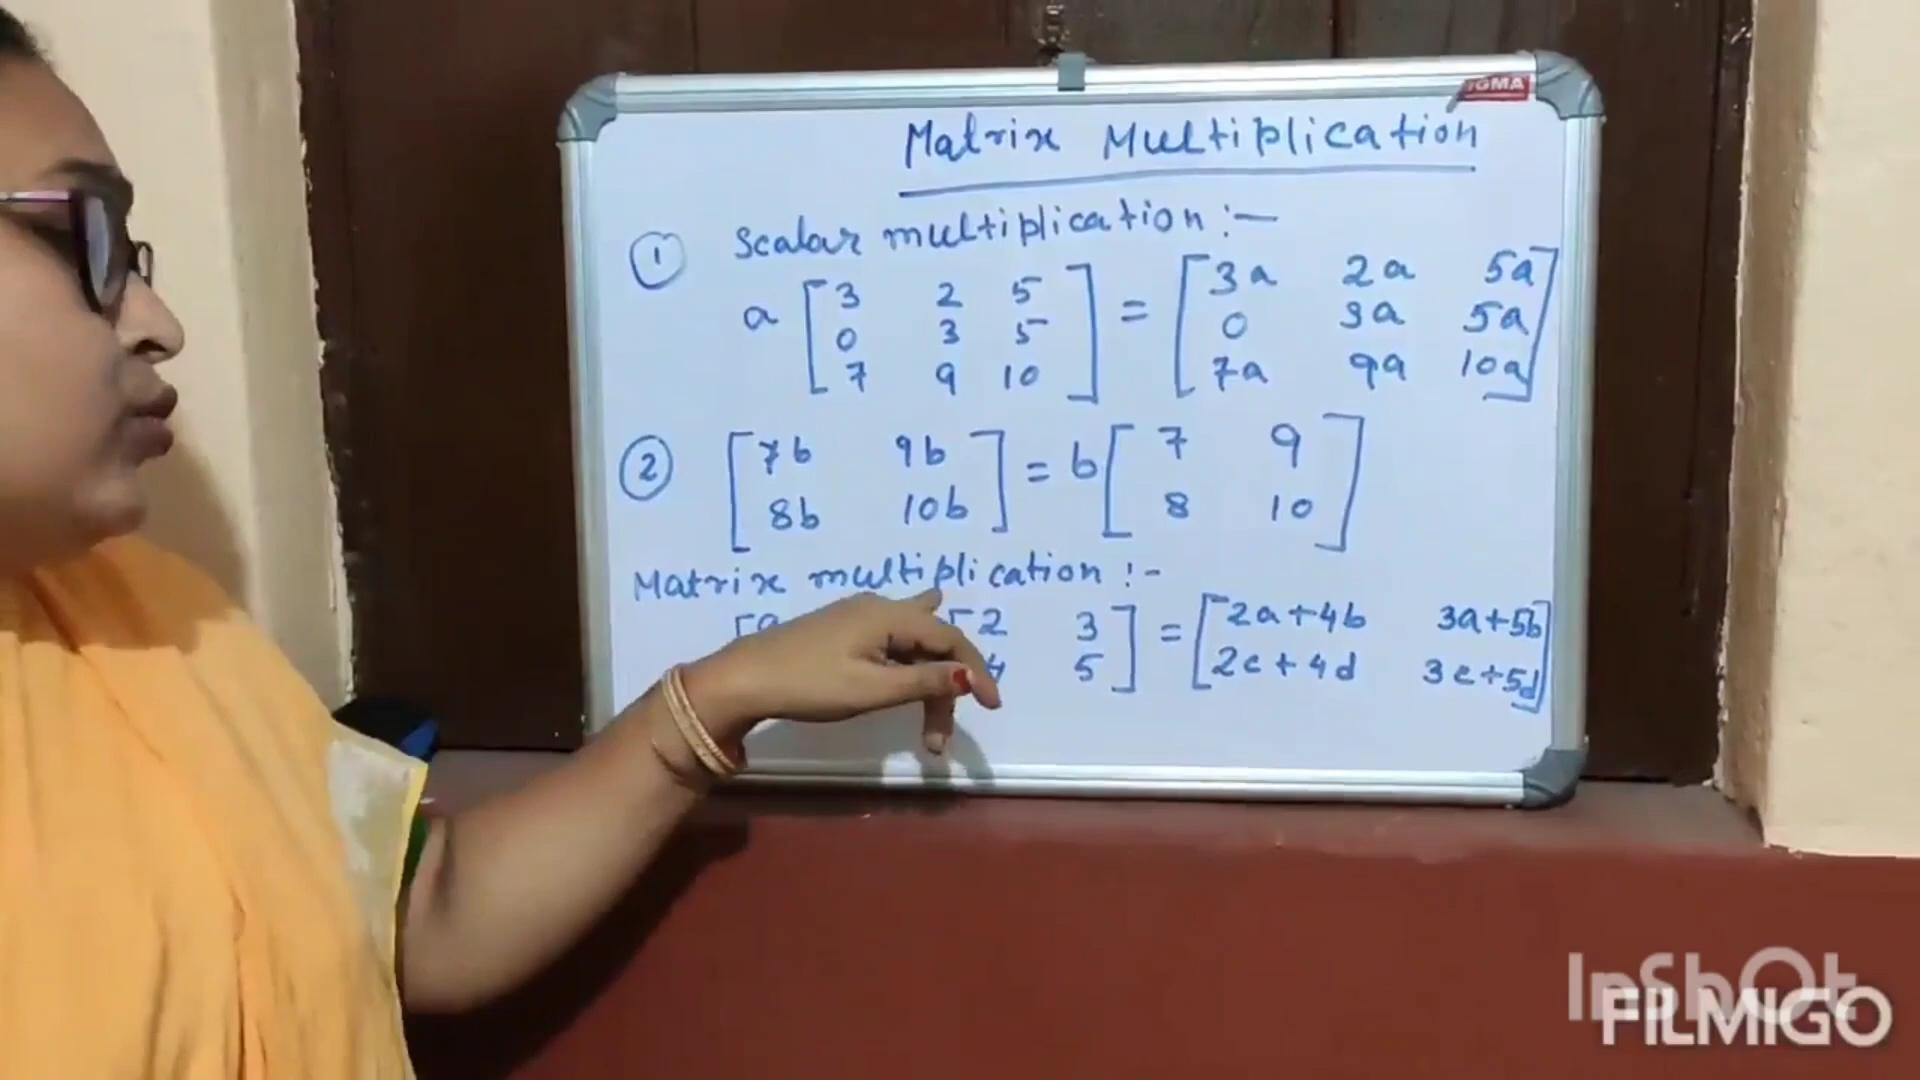 SIGMA
Matrix Multiplication
① Scalar multiplication :—
a [3 2 5] = [3a 2a 5a]
[0 3 5] [0 3a 5a]
[7 9 10] [7a 9a 10a]
② [7b 9b] = b [7 9]
[8b 10b] [8 10]
Matrix multiplication :-
[a [2 3] = [2a+4b 3a+5b]
4 5] [2c+4d 3c+5d]
InShOt
FILMIGO